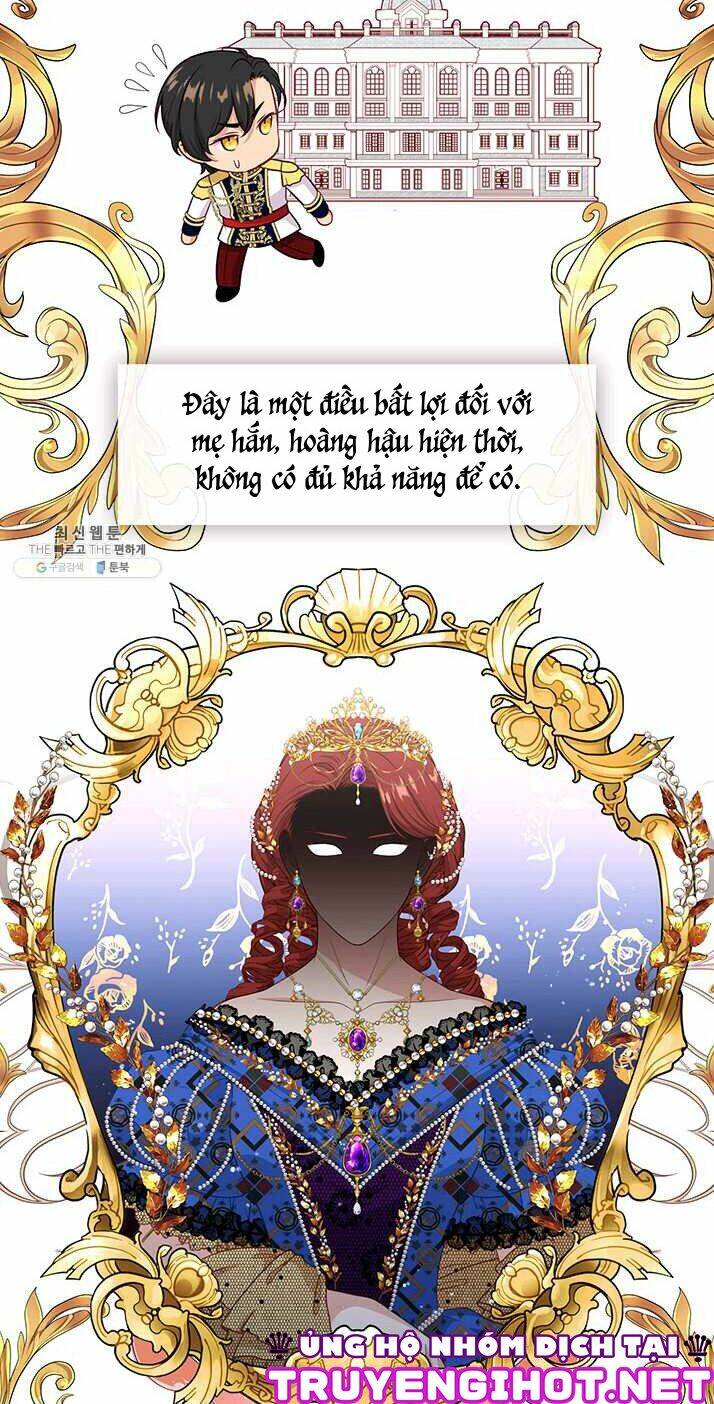 Đây là một điều bất lợi đối với
mẹ hắn, hoàng hậu hiện thời,
không có đủ khả năng để có.
최신웹툰
THE 빠르고 THE 편하게
구글검색 툰북
ỦNG HỘ NHÓM DỊCH TẠI
TRUYENGIHOT.NET